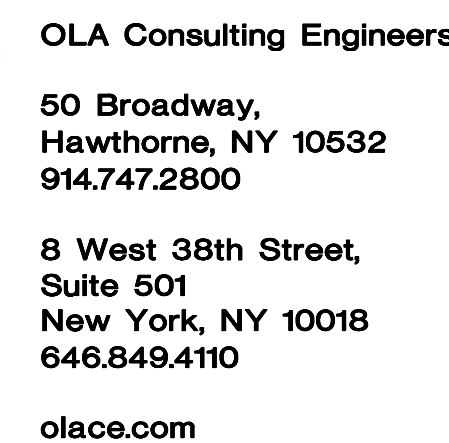 OLA Consulting Engineers
50 Broadway,
Hawthorne, NY 10532
914.747.2800
8 West 38th Street,
Suite 501
New York, NY 10018
646.849.4110
olace.com